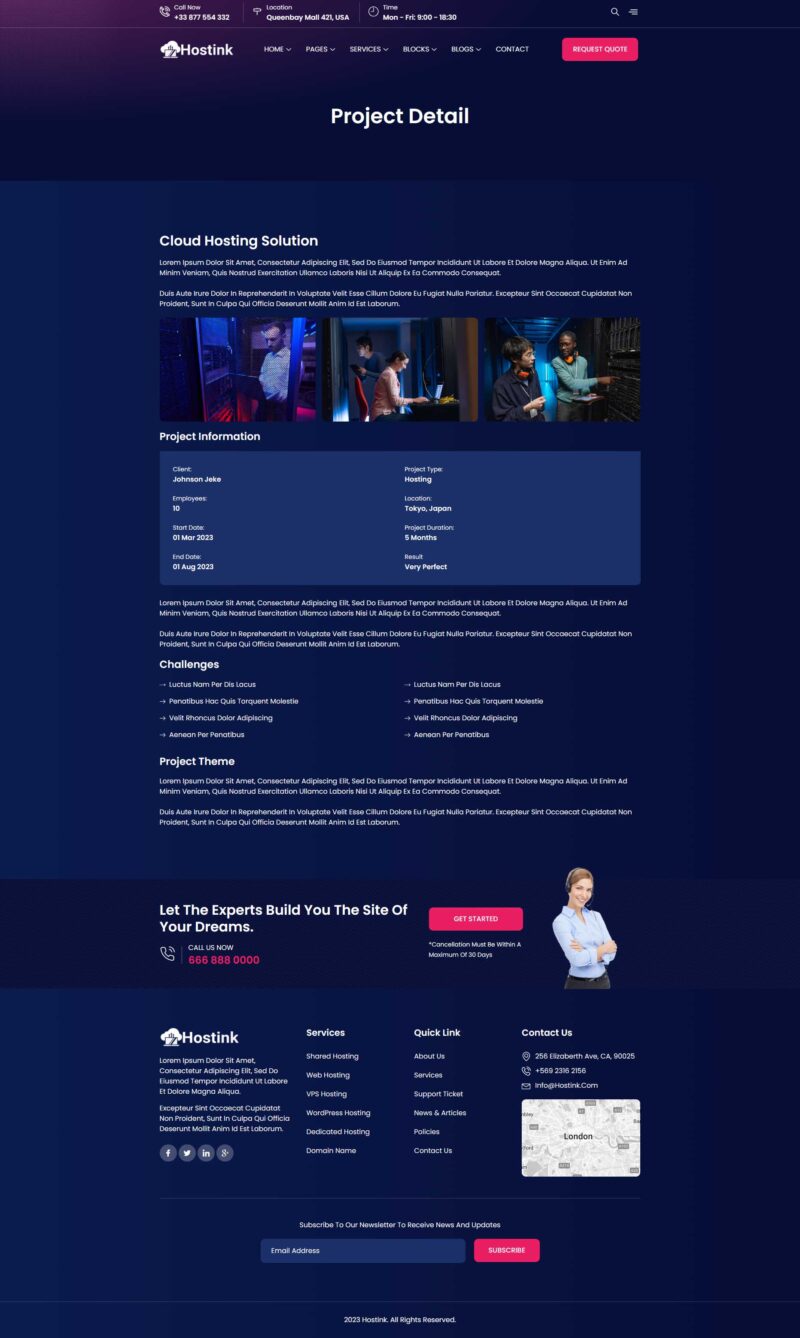 Call Now
+33 877 554 332
Location
Queenbay Mall 421, USA
Time
Mon - Fri: 9:00 - 18:30
Hostink
HOME
PAGES
SERVICES
BLOCKS
BLOGS
CONTACT
REQUEST QUOTE
Project Detail
Cloud Hosting Solution
Lorem Ipsum Dolor Sit Amet, Consectetur Adipiscing Elit, Sed Do Eiusmod Tempor Incididunt Ut Labore Et Dolore Magna Aliqua. Ut Enim Ad
Minim Veniam, Quis Nostrud Exercitation Ullamco Laboris Nisi Ut Aliquip Ex Ea Commodo Consequat.
Duis Aute Irure Dolor In Reprehenderit In Voluptate Velit Esse Cillum Dolore Eu Fugiat Nulla Pariatur. Excepteur Sint Occaecat Cupidatat Non
Proident, Sunt In Culpa Qui Officia Deserunt Mollit Anim Id Est Laborum.
Project Information
Client:
Johnson Jeke
Project Type:
Hosting
Employees:
10
Location:
Tokyo, Japan
Start Date:
01 Mar 2023
Project Duration:
5 Months
End Date:
01 Aug 2023
Result
Very Perfect
Lorem Ipsum Dolor Sit Amet, Consectetur Adipiscing Elit, Sed Do Eiusmod Tempor Incididunt Ut Labore Et Dolore Magna Aliqua. Ut Enim Ad
Minim Veniam, Quis Nostrud Exercitation Ullamco Laboris Nisi Ut Aliquip Ex Ea Commodo Consequat.
Duis Aute Irure Dolor In Reprehenderit In Voluptate Velit Esse Cillum Dolore Eu Fugiat Nulla Pariatur. Excepteur Sint Occaecat Cupidatat Non
Proident, Sunt In Culpa Qui Officia Deserunt Mollit Anim Id Est Laborum.
Challenges
→ Luctus Nam Per Dis Lacus
→ Penatibus Hac Quis Torquent Molestie
→ Velit Rhoncus Dolor Adipiscing
→ Aenean Per Penatibus
→ Luctus Nam Per Dis Lacus
→ Penatibus Hac Quis Torquent Molestie
→ Velit Rhoncus Dolor Adipiscing
→ Aenean Per Penatibus
Project Theme
Lorem Ipsum Dolor Sit Amet, Consectetur Adipiscing Elit, Sed Do Eiusmod Tempor Incididunt Ut Labore Et Dolore Magna Aliqua. Ut Enim Ad
Minim Veniam, Quis Nostrud Exercitation Ullamco Laboris Nisi Ut Aliquip Ex Ea Commodo Consequat.
Duis Aute Irure Dolor In Reprehenderit In Voluptate Velit Esse Cillum Dolore Eu Fugiat Nulla Pariatur. Excepteur Sint Occaecat Cupidatat Non
Proident, Sunt In Culpa Qui Officia Deserunt Mollit Anim Id Est Laborum.
Let The Experts Build You The Site Of
Your Dreams.
CALL US NOW
666 888 0000
GET STARTED
*Cancellation Must Be Within A
Maximum Of 30 Days
Hostink
Lorem Ipsum Dolor Sit Amet,
Consectetur Adipiscing Elit, Sed Do
Eiusmod Tempor Incididunt Ut Labore
Et Dolore Magna Aliqua.
Excepteur Sint Occaecat Cupidatat
Non Proident, Sunt In Culpa Qui Officia
Deserunt Mollit Anim Id Est Laborum.
Services
Shared Hosting
Web Hosting
VPS Hosting
WordPress Hosting
Dedicated Hosting
Domain Name
Quick Link
About Us
Services
Support Ticket
News & Articles
Policies
Contact Us
Contact Us
256 Elizaberth Ave, CA, 90025
+569 2316 2156
Info@Hostink.Com
London
Subscribe To Our Newsletter To Receive News And Updates
Email Address
SUBSCRIBE
2023 Hostink. All Rights Reserved.